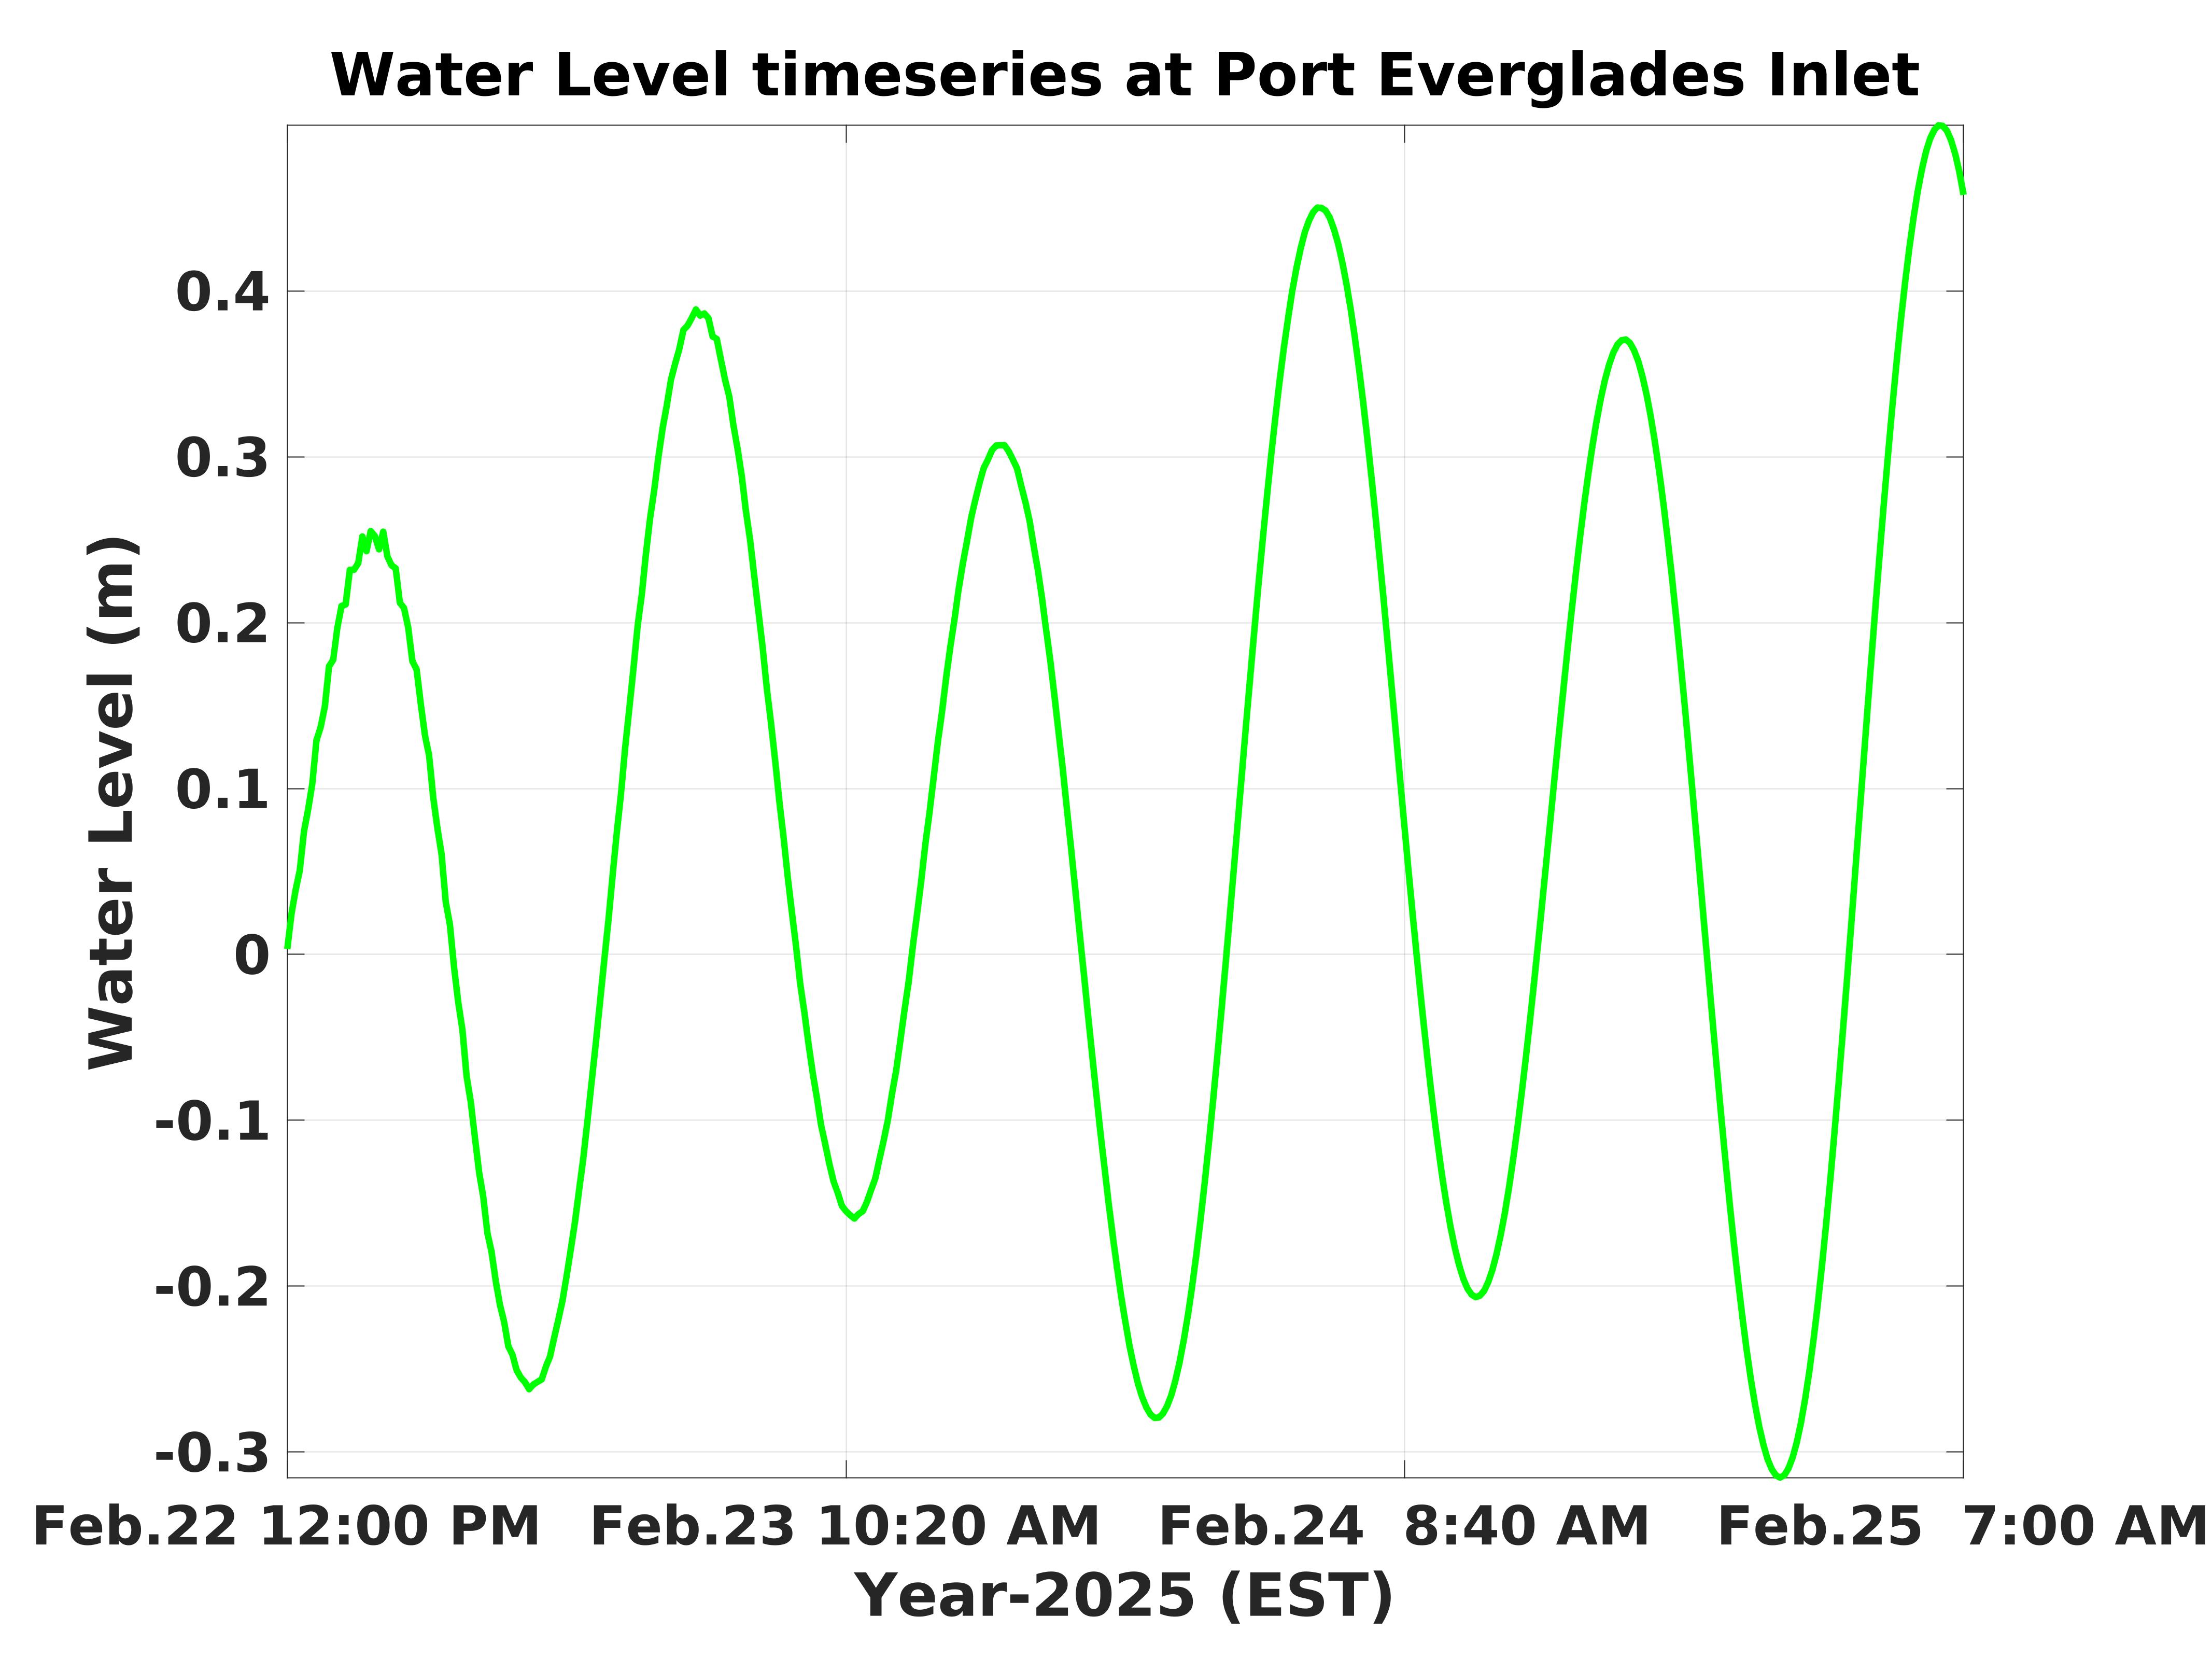 Water Level timeseries at Port Everglades Inlet
Water Level (m)
0.4
0.3
0.2
0.1
0
-0.1
-0.2
-0.3
Feb.22 12:00 PM Feb.23 10:20 AM Feb.24 8:40 AM Feb.25 7:00 AM
Year-2025 (EST)